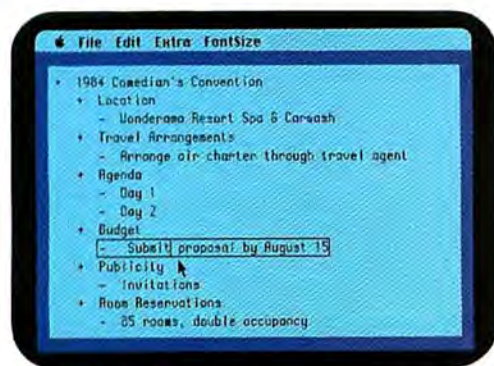 File Edit Extra FontSize
+ 1984 Comedian's Convention
+ Location
- Wonderama Resort Spa & Carwash
+ Travel Arrangements
- Arrange air charter through travel agent
+ Agenda
- Day 1
- Day 2
+ Budget
- Submit proposal by August 15
+ Publicity
- Invitations
+ Room Reservations
- 85 rooms, double occupancy